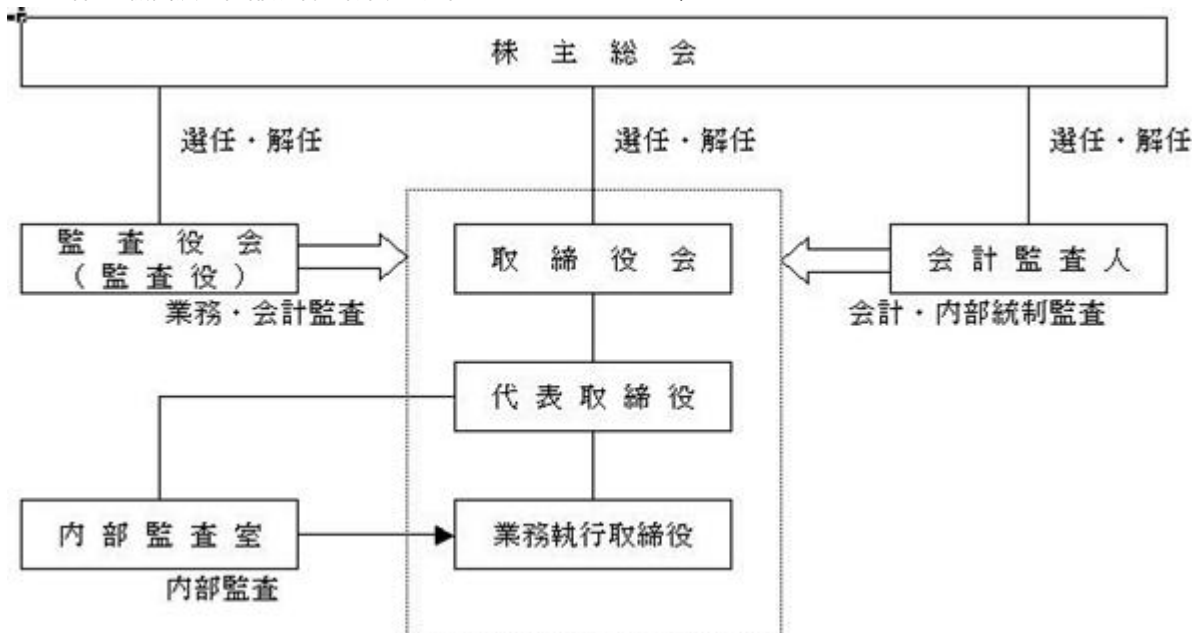 株主総会
選任・解任
選任・解任
選任・解任
監査役会
(監査役)
取締役会
会計監査人
業務・会計監査
会計・内部統制監査
代表取締役
内部監査室
業務執行取締役
内部監査